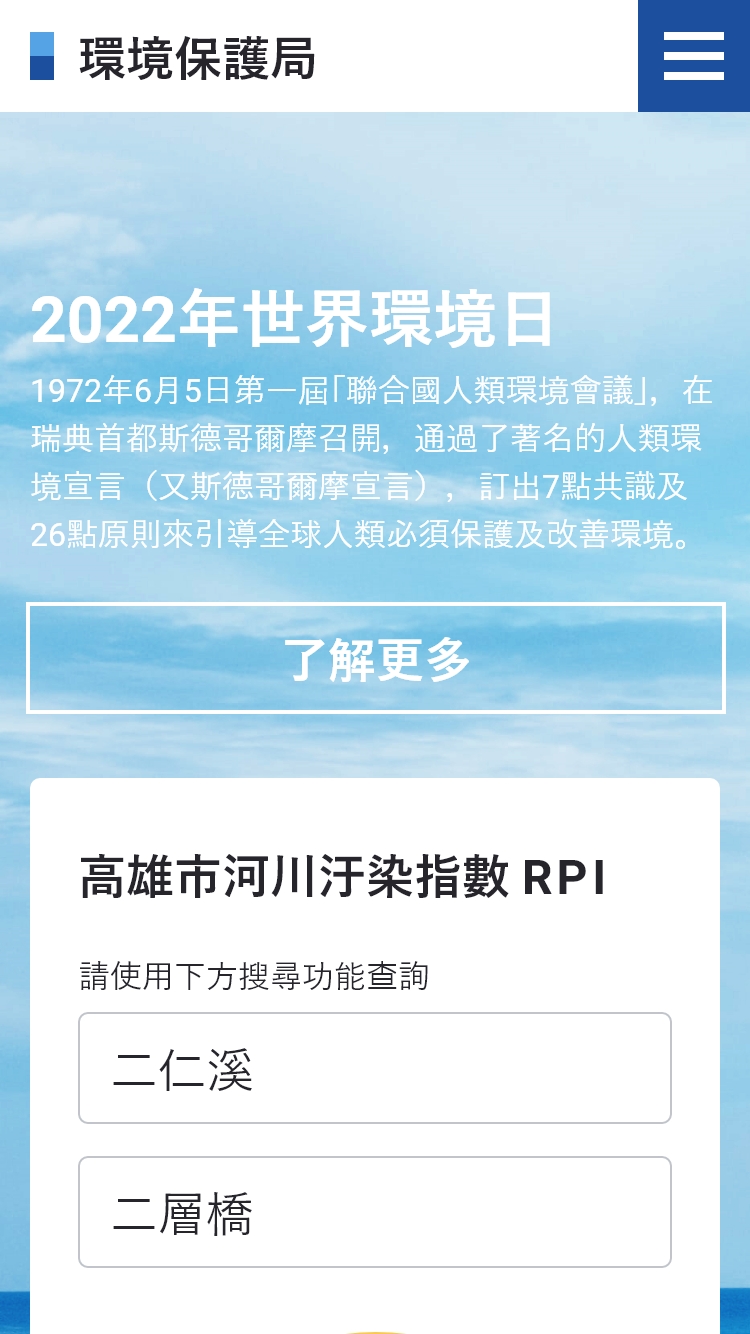 環境保護局
2022年世界環境日
1972年6月5日第一屆「聯合國人類環境會議」，在
瑞典首都斯德哥爾摩召開，通過了著名的人類環
境宣言（又斯德哥爾摩宣言），訂出7點共識及
26點原則來引導全球人類必須保護及改善環境。
了解更多
高雄市河川汙染指數 RPI
請使用下方搜尋功能查詢
二仁溪
二層橋